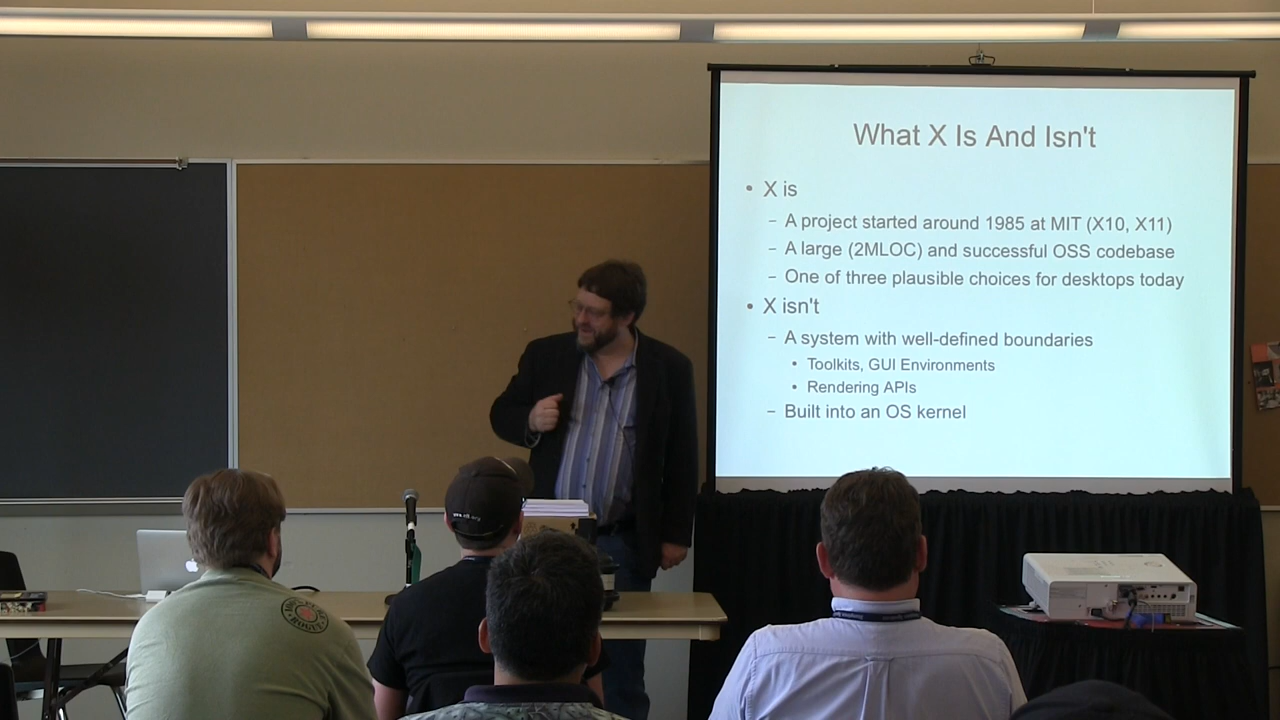 What X Is And Isn't
• X is
– A project started around 1985 at MIT (X10, X11)
– A large (2MLOC) and successful OSS codebase
– One of three plausible choices for desktops today
• X isn't
– A system with well-defined boundaries
• Toolkits, GUI Environments
• Rendering APIs
– Built into an OS kernel